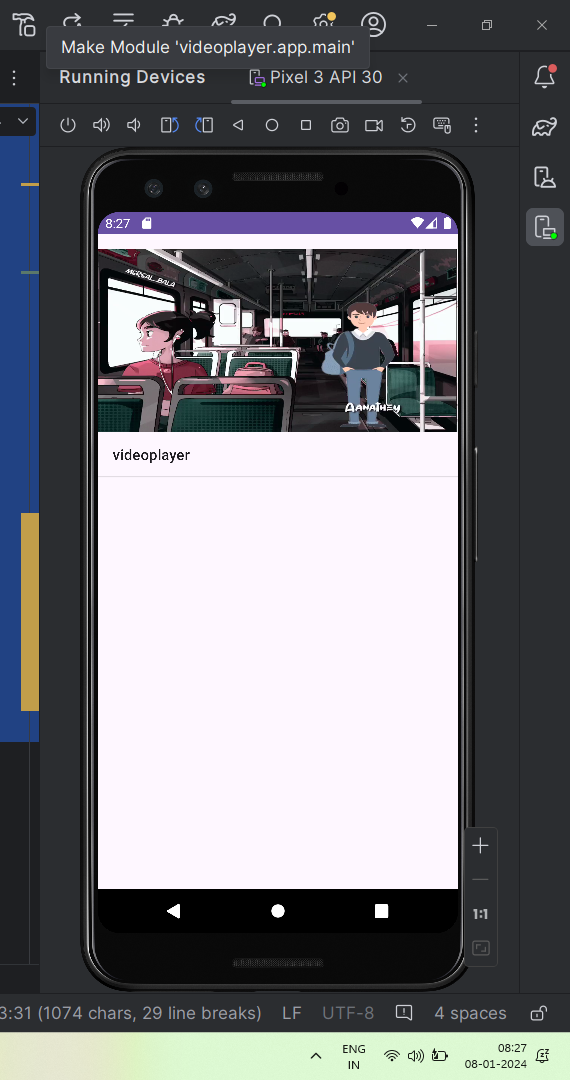 Make Module 'videoplayer.app.main'
Running Devices
Pixel 3 API 30
8:27
MORCAL BALA
AANATHEY
videoplayer
1:1
3:31 (1074 chars, 29 line breaks)
LF
UTF-8
4 spaces
ENG
IN
08:27
08-01-2024